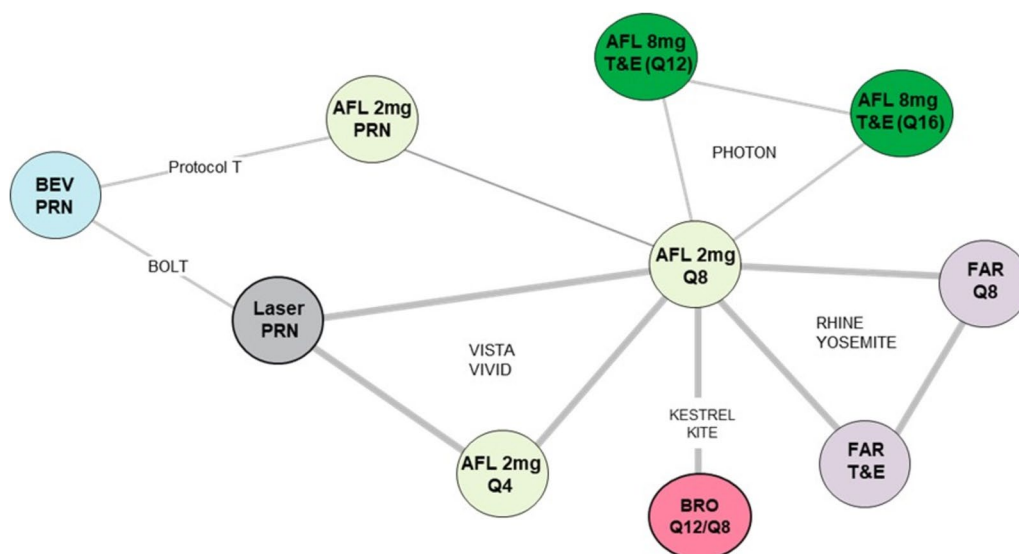 AFL 8mg
T&E (Q12)
AFL 8mg
T&E (Q16)
AFL 2mg
PRN
PHOTON
Protocol T
BEV
PRN
BOLT
AFL 2mg
Q8
FAR
Q8
Laser
PRN
RHINE
YOSEMITE
VISTA
VIVID
KESTREL
KITE
AFL 2mg
Q4
FAR
T&E
BRO
Q12/Q8